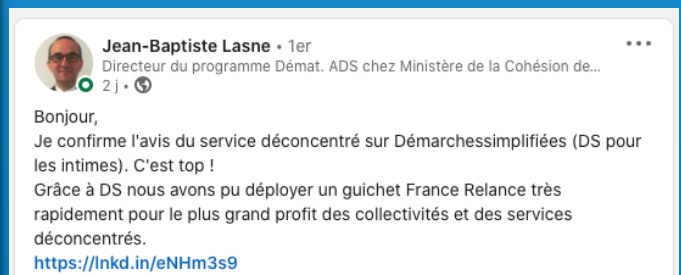 Jean-Baptiste Lasne • 1er
Directeur du programme Démat. ADS chez Ministère de la Cohésion de...
2 j •
Bonjour,
Je confirme l'avis du service déconcentré sur Démarchessimplifiées (DS pour
les intimes). C'est top !
Grâce à DS nous avons pu déployer un guichet France Relance très
rapidement pour le plus grand profit des collectivités et des services
déconcentrés.
https://lnkd.in/eNHm3s9